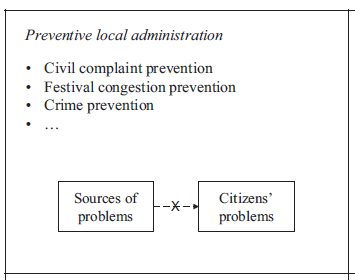 Preventive local administration
• Civil complaint prevention
• Festival congestion prevention
• Crime prevention
• …
Sources of
problems
X
Citizens’
problems